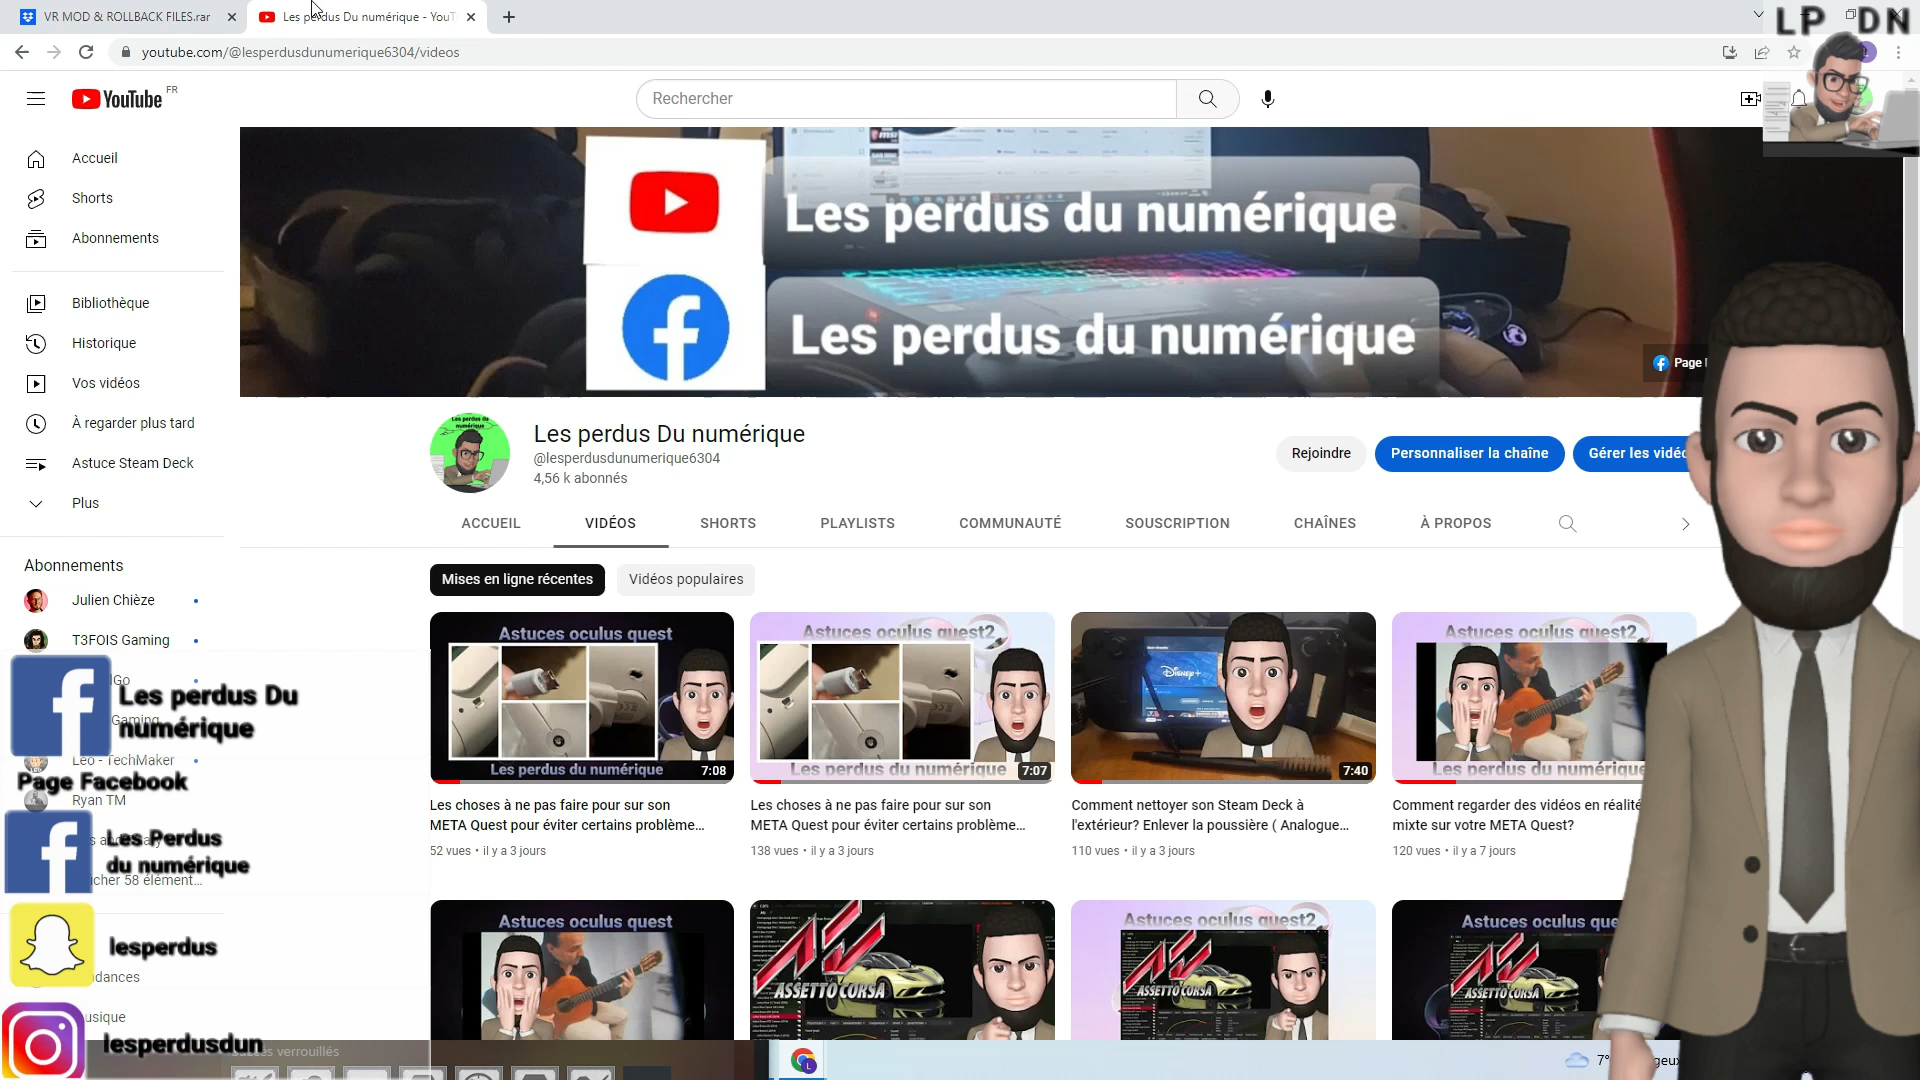 VR MOD & ROLLBACK FILES.rar
Les perdus Du numérique - YouT
LP DN
youtube.com/@lesperdusdunumerique6304/videos
YouTube FR
Rechercher
Accueil
Shorts
Abonnements
Bibliothèque
Historique
Vos vidéos
À regarder plus tard
Astuce Steam Deck
Plus
Abonnements
Julien Chièze
T3FOIS Gaming
Gaming
Leo - TechMaker
Ryan TM
Les perdus Du
numérique
Page Facebook
Les Perdus
du numérique
lesperdus
lesperdusdun
Les perdus du numérique
Les perdus du numérique
Page
Les perdus Du numérique
@lesperdusdunumerique6304
4,56 k abonnés
Rejoindre
Personnaliser la chaîne
Gérer les vidéo
ACCUEIL
VIDÉOS
SHORTS
PLAYLISTS
COMMUNAUTÉ
SOUSCRIPTION
CHAÎNES
À PROPOS
Mises en ligne récentes
Vidéos populaires
Astuces oculus quest
Les perdus du numérique
7:08
Les choses à ne pas faire pour sur son
META Quest pour éviter certains problème...
52 vues • il y a 3 jours
Astuces oculus quest2
Les perdus du numérique
7:07
Les choses à ne pas faire pour sur son
META Quest pour éviter certains problème...
138 vues • il y a 3 jours
Disney+
7:40
Comment nettoyer son Steam Deck à
l'extérieur? Enlever la poussière ( Analogue...
110 vues • il y a 3 jours
Astuces oculus quest2
Les perdus du numérique
Comment regarder des vidéos en réalité
mixte sur votre META Quest?
120 vues • il y a 7 jours
Astuces oculus quest
ASSETTO CORSA
Astuces oculus quest2
ASSETTO CORSA
Astuces oculus que
ASSETTO CORSA
verrouillés
7°